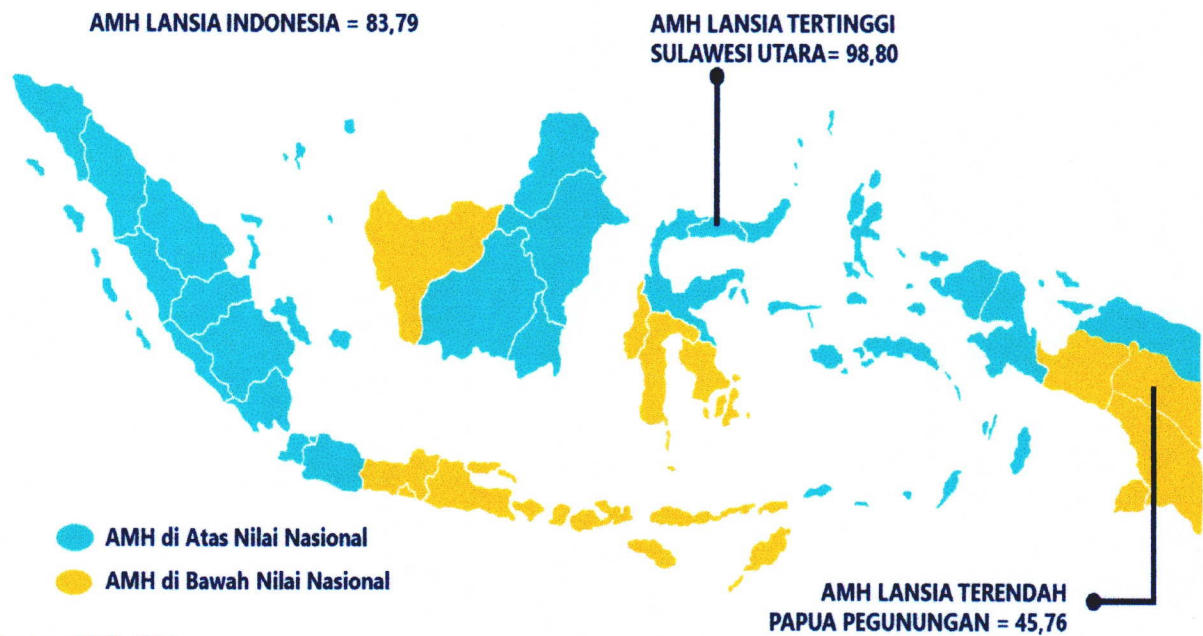 AMH LANSIA INDONESIA = 83,79
AMH LANSIA TERTINGGI
SULAWESI UTARA= 98,80
AMH di Atas Nilai Nasional
AMH di Bawah Nilai Nasional
AMH LANSIA TERENDAH
PAPUA PEGUNUNGAN = 45,76